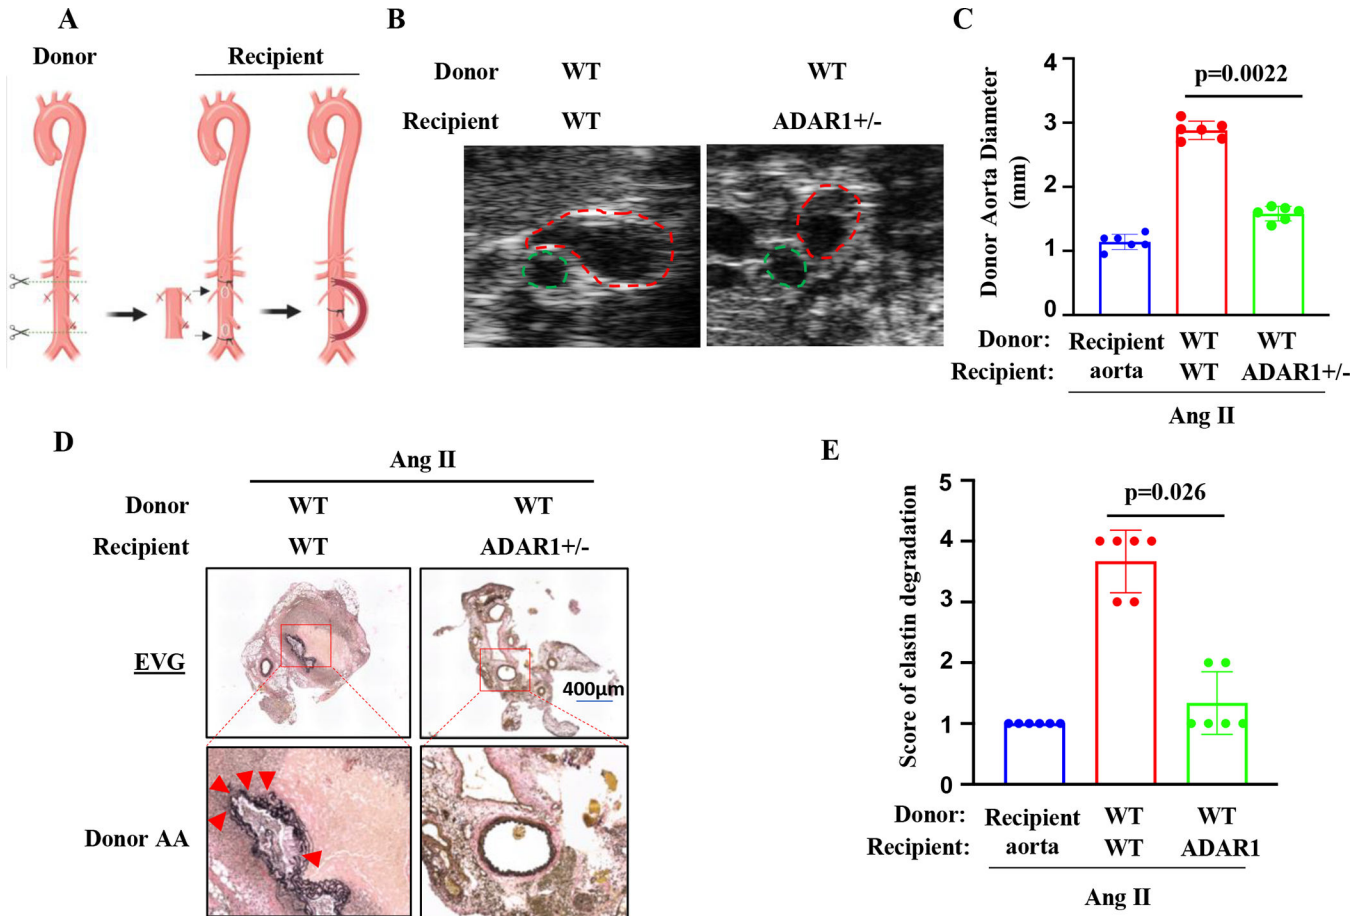 A
Donor
Recipient
B
Donor WT WT
Recipient WT ADAR1+/-
C
p=0.0022
Donor Aorta Diameter
(mm)
4
3
2
1
0
Donor: Recipient WT WT
Recipient: aorta WT ADAR1+/-
Ang II
D
Ang II
Donor WT WT
Recipient WT ADAR1+/-
EVG
400μm
Donor AA
E
p=0.026
Score of elastin degradation
5
4
3
2
1
0
Donor: Recipient WT WT
Recipient: aorta WT ADAR1
Ang II